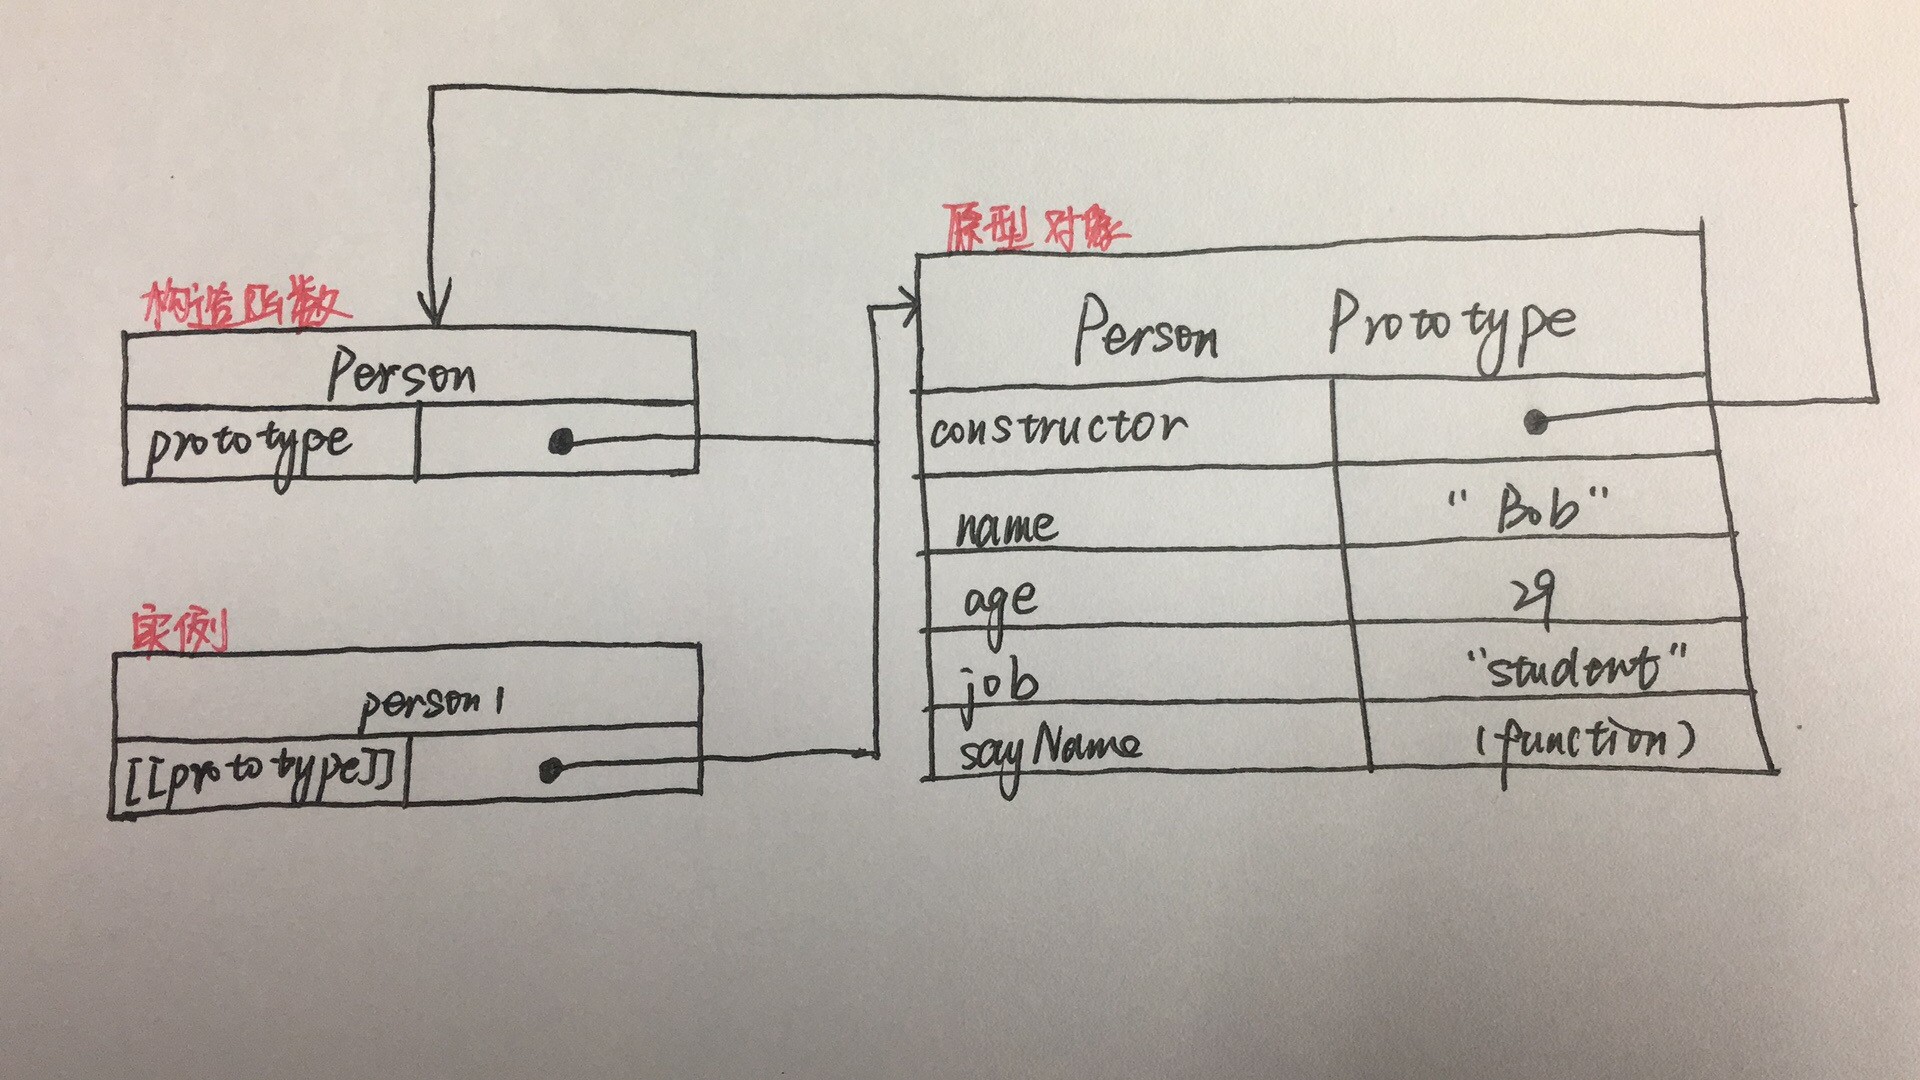 构造函数
Person
prototype
实例
person1
[[prototype]]
原型对象
Person Prototype
constructor
name "Bob"
age 29
job "student"
sayName (function)